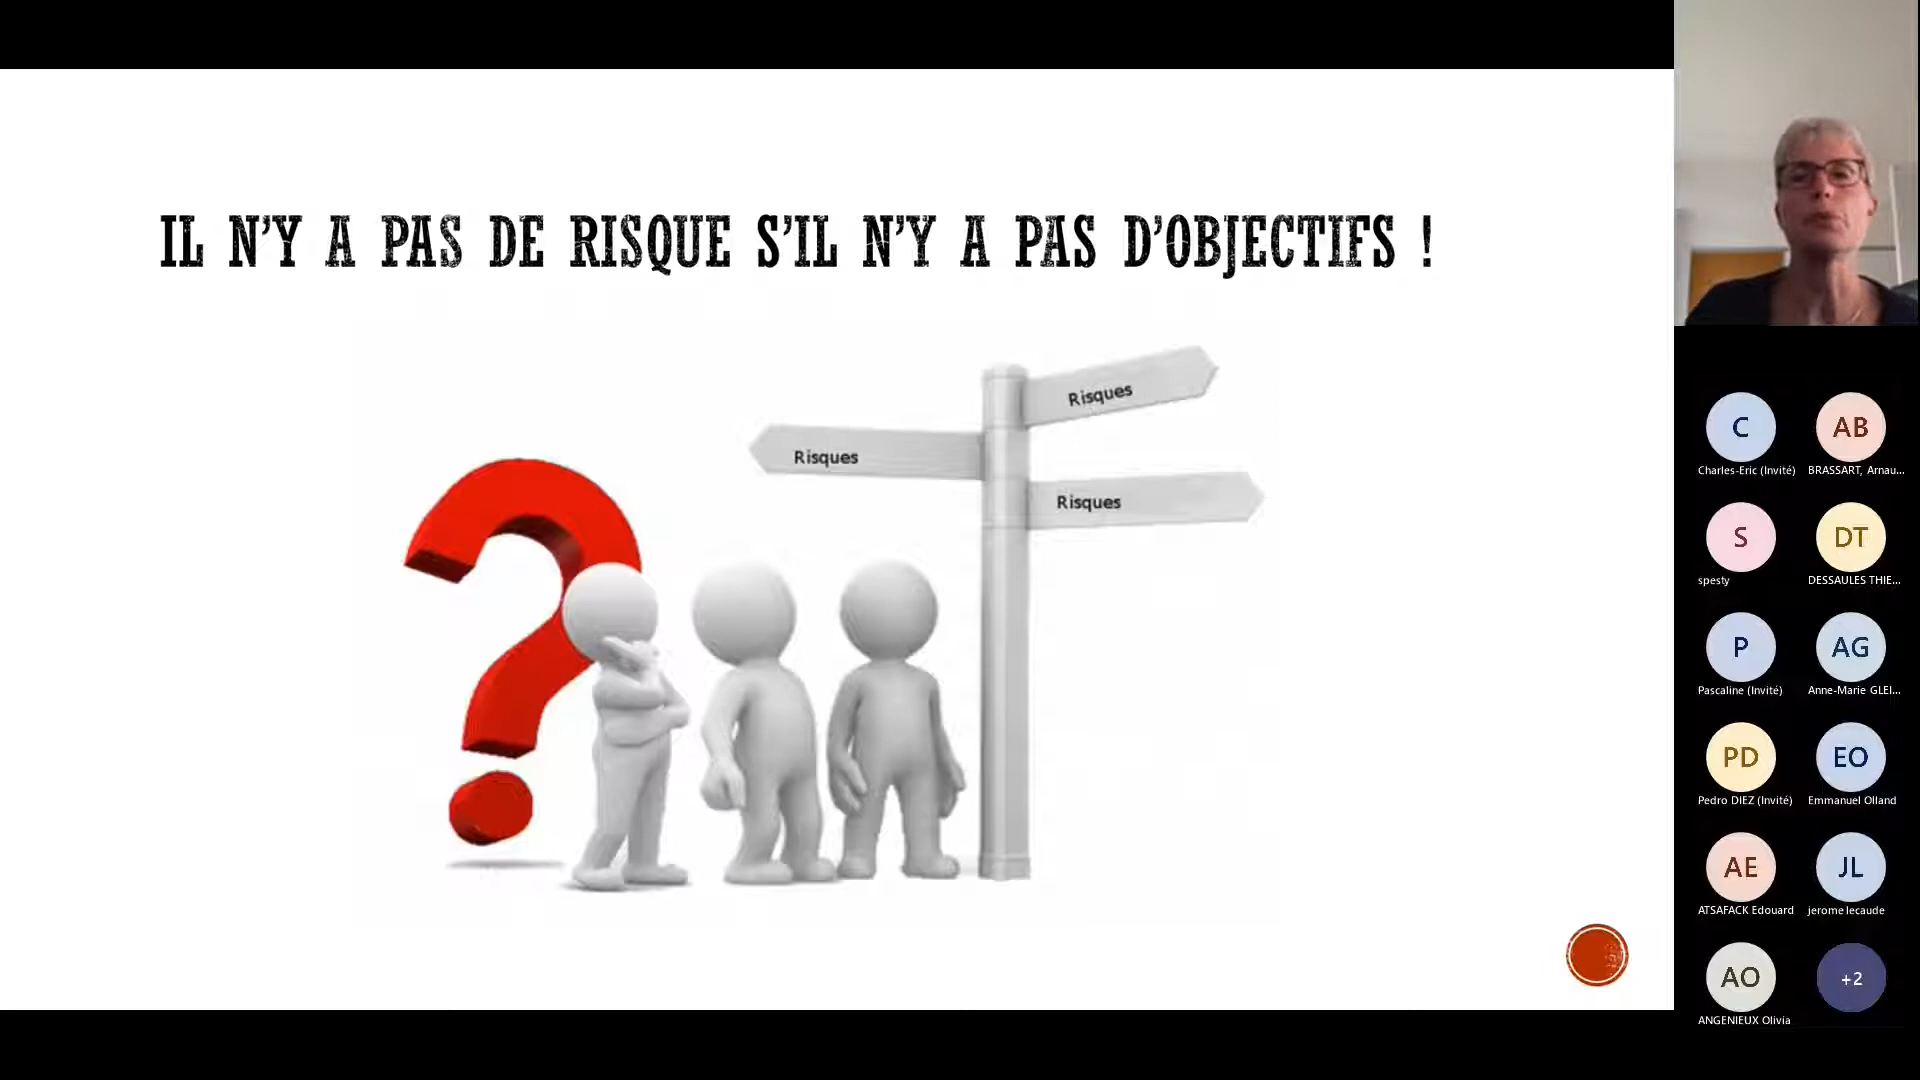 IL N'Y A PAS DE RISQUE S'IL N'Y A PAS D'OBJECTIFS !
Risques
Risques
Risques
C
AB
Charles-Eric (Invité)
BRASSART, Arnau...
S
DT
spesty
DESSAULES THIE...
P
AG
Pascaline (Invité)
Anne-Marie GLEI...
PD
EO
Pedro DIEZ (Invité)
Emmanuel Olland
AE
JL
ATSAFACK Edouard
jerome lecaude
AO
+2
ANGENIEUX Olivia